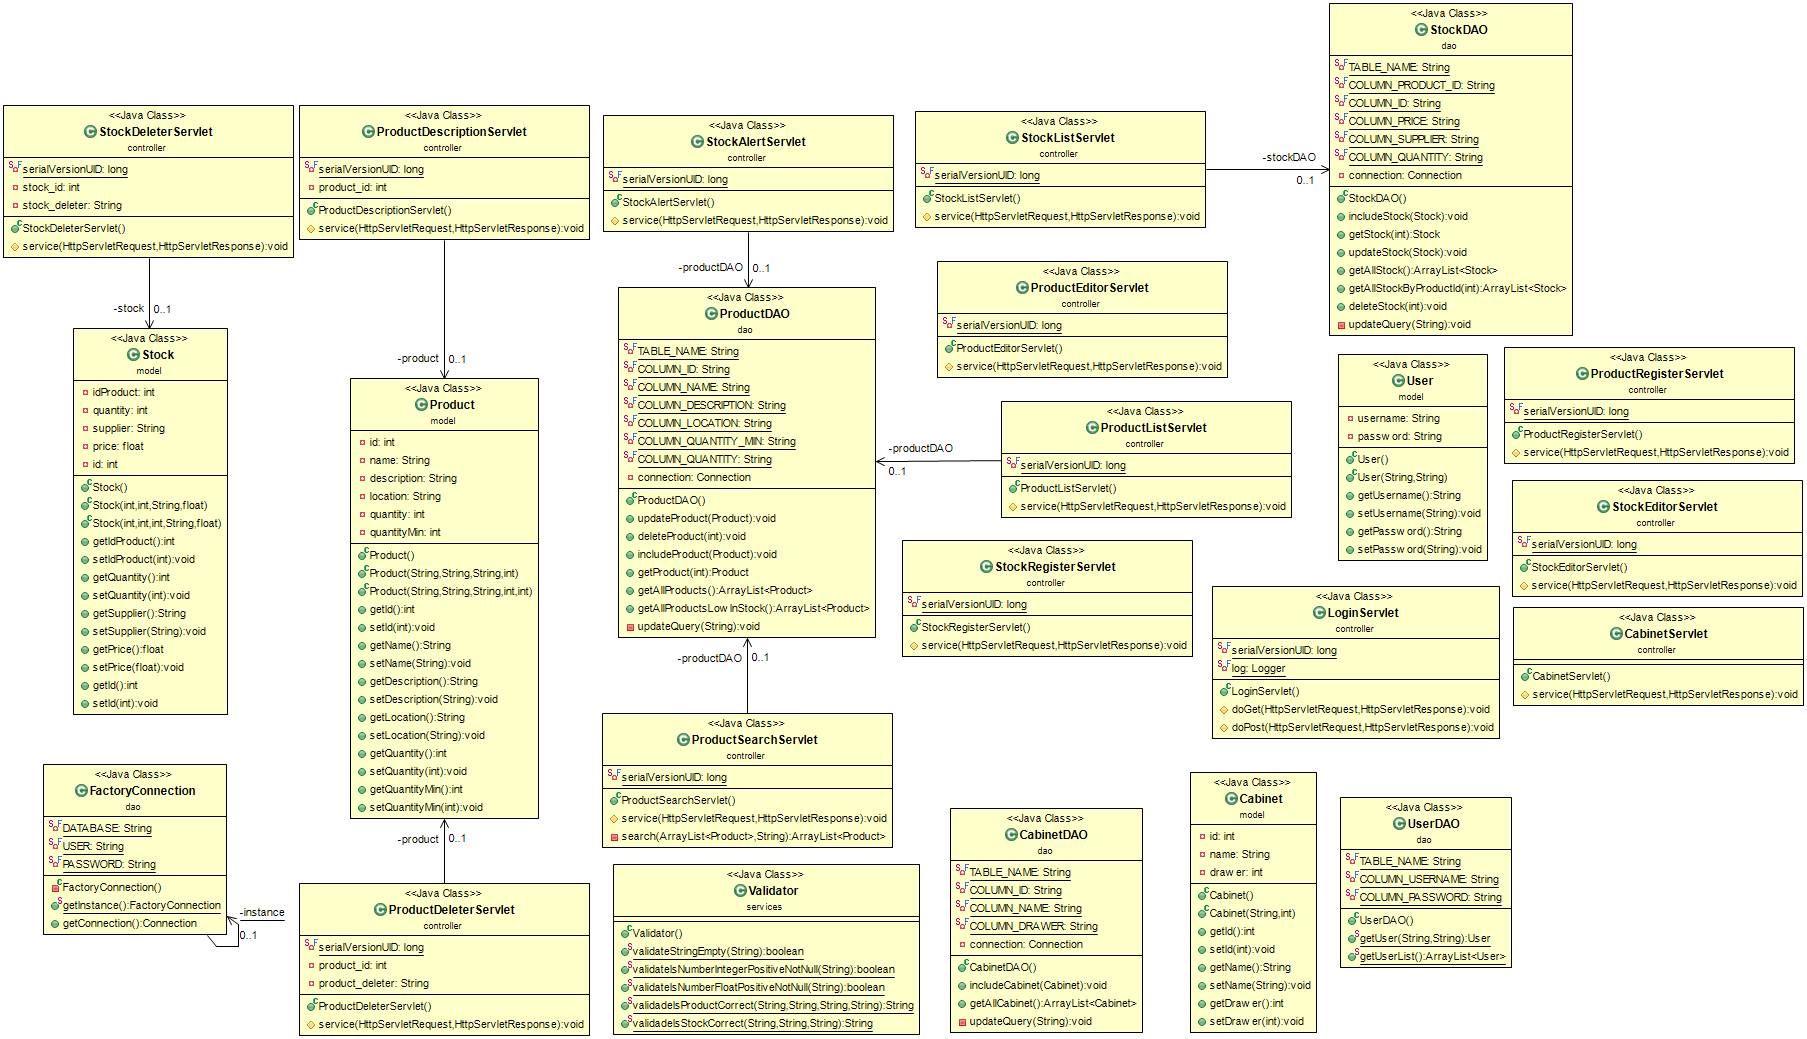 <<Java Class>>
StockDeleterServlet
controller
serialVersionUID: long
stock_id: int
stock_deleter: String
StockDeleterServlet()
service(HttpServletRequest,HttpServletResponse):void
-stock
0..1
<<Java Class>>
Stock
model
idProduct: int
quantity: int
supplier: String
price: float
id: int
Stock()
Stock(int,int,String,float)
Stock(int,int,int,String,float)
getIdProduct():int
setIdProduct(int):void
getQuantity():int
setQuantity(int):void
getSupplier():String
setSupplier(String):void
getPrice():float
setPrice(float):void
getId():int
setId(int):void
<<Java Class>>
FactoryConnection
dao
DATABASE: String
USER: String
PASSWORD: String
FactoryConnection()
getInstance():FactoryConnection
getConnection():Connection
-instance
0..1
<<Java Class>>
ProductDescriptionServlet
controller
serialVersionUID: long
product_id: int
ProductDescriptionServlet()
service(HttpServletRequest,HttpServletResponse):void
-product
0..1
<<Java Class>>
Product
model
id: int
name: String
description: String
location: String
quantity: int
quantityMin: int
Product()
Product(String,String,String,int)
Product(String,String,String,int,int)
getId():int
setId(int):void
getName():String
setName(String):void
getDescription():String
setDescription(String):void
getLocation():String
setLocation(String):void
getQuantity():int
setQuantity(int):void
getQuantityMin():int
setQuantityMin(int):void
-product
0..1
<<Java Class>>
ProductDeleterServlet
controller
serialVersionUID: long
product_id: int
product_deleter: String
ProductDeleterServlet()
service(HttpServletRequest,HttpServletResponse):void
<<Java Class>>
StockAlertServlet
controller
serialVersionUID: long
StockAlertServlet()
service(HttpServletRequest,HttpServletResponse):void
-productDAO
0..1
<<Java Class>>
ProductDAO
dao
TABLE_NAME: String
COLUMN_ID: String
COLUMN_NAME: String
COLUMN_DESCRIPTION: String
COLUMN_LOCATION: String
COLUMN_QUANTITY_MIN: String
COLUMN_QUANTITY: String
connection: Connection
ProductDAO()
updateProduct(Product):void
deleteProduct(int):void
includeProduct(Product):void
getProduct(int):Product
getAllProducts():ArrayList<Product>
getAllProductsLowInStock():ArrayList<Product>
updateQuery(String):void
-productDAO
0..1
<<Java Class>>
ProductSearchServlet
controller
serialVersionUID: long
ProductSearchServlet()
service(HttpServletRequest,HttpServletResponse):void
search(ArrayList<Product>,String):ArrayList<Product>
<<Java Class>>
Validator
services
Validator()
validateStringEmpty(String):boolean
validateIsNumberIntegerPositiveNotNull(String):boolean
validateIsNumberFloatPositiveNotNull(String):boolean
validadeIsProductCorrect(String,String,String,String):String
validadeIsStockCorrect(String,String,String):String
<<Java Class>>
StockListServlet
controller
serialVersionUID: long
StockListServlet()
service(HttpServletRequest,HttpServletResponse):void
-stockDAO
0..1
<<Java Class>>
ProductEditorServlet
controller
serialVersionUID: long
ProductEditorServlet()
service(HttpServletRequest,HttpServletResponse):void
<<Java Class>>
ProductListServlet
controller
serialVersionUID: long
ProductListServlet()
service(HttpServletRequest,HttpServletResponse):void
-productDAO
0..1
<<Java Class>>
StockRegisterServlet
controller
serialVersionUID: long
StockRegisterServlet()
service(HttpServletRequest,HttpServletResponse):void
<<Java Class>>
CabinetDAO
dao
TABLE_NAME: String
COLUMN_ID: String
COLUMN_NAME: String
COLUMN_DRAWER: String
connection: Connection
CabinetDAO()
includeCabinet(Cabinet):void
getAllCabinet():ArrayList<Cabinet>
updateQuery(String):void
<<Java Class>>
StockDAO
dao
TABLE_NAME: String
COLUMN_PRODUCT_ID: String
COLUMN_ID: String
COLUMN_PRICE: String
COLUMN_SUPPLIER: String
COLUMN_QUANTITY: String
connection: Connection
StockDAO()
includeStock(Stock):void
getStock(int):Stock
updateStock(Stock):void
getAllStock():ArrayList<Stock>
getAllStockByProductId(int):ArrayList<Stock>
deleteStock(int):void
updateQuery(String):void
<<Java Class>>
User
model
username: String
password: String
User()
User(String,String)
getUsername():String
setUsername(String):void
getPassword():String
setPassword(String):void
<<Java Class>>
ProductRegisterServlet
controller
serialVersionUID: long
ProductRegisterServlet()
service(HttpServletRequest,HttpServletResponse):void
<<Java Class>>
StockEditorServlet
controller
serialVersionUID: long
StockEditorServlet()
service(HttpServletRequest,HttpServletResponse):void
<<Java Class>>
LoginServlet
controller
serialVersionUID: long
log: Logger
LoginServlet()
doGet(HttpServletRequest,HttpServletResponse):void
doPost(HttpServletRequest,HttpServletResponse):void
<<Java Class>>
CabinetServlet
controller
CabinetServlet()
service(HttpServletRequest,HttpServletResponse):void
<<Java Class>>
Cabinet
model
id: int
name: String
drawer: int
Cabinet()
Cabinet(String,int)
getId():int
setId(int):void
getName():String
setName(String):void
getDrawer():int
setDrawer(int):void
<<Java Class>>
UserDAO
dao
TABLE_NAME: String
COLUMN_USERNAME: String
COLUMN_PASSWORD: String
UserDAO()
getUser(String,String):User
getUserList():ArrayList<User>